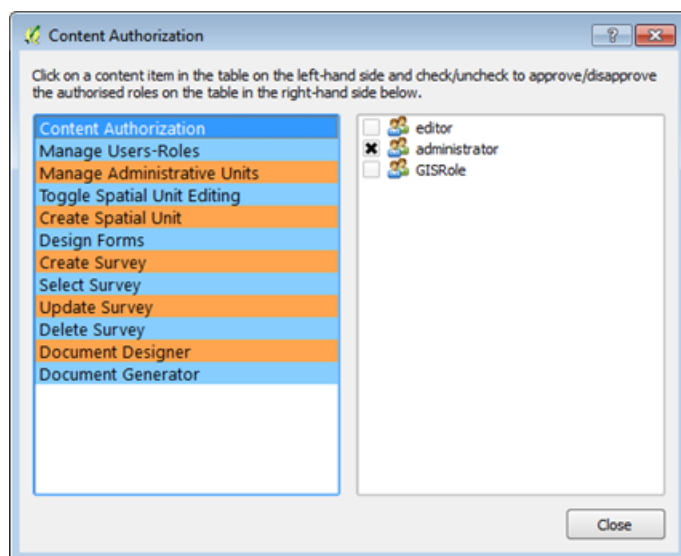 Content Authorization
Click on a content item in the table on the left-hand side and check/uncheck to approve/disapprove
the authorised roles on the table in the right-hand side below.
Content Authorization
Manage Users-Roles
Manage Administrative Units
Toggle Spatial Unit Editing
Create Spatial Unit
Design Forms
Create Survey
Select Survey
Update Survey
Delete Survey
Document Designer
Document Generator
editor
administrator
GISRole
Close